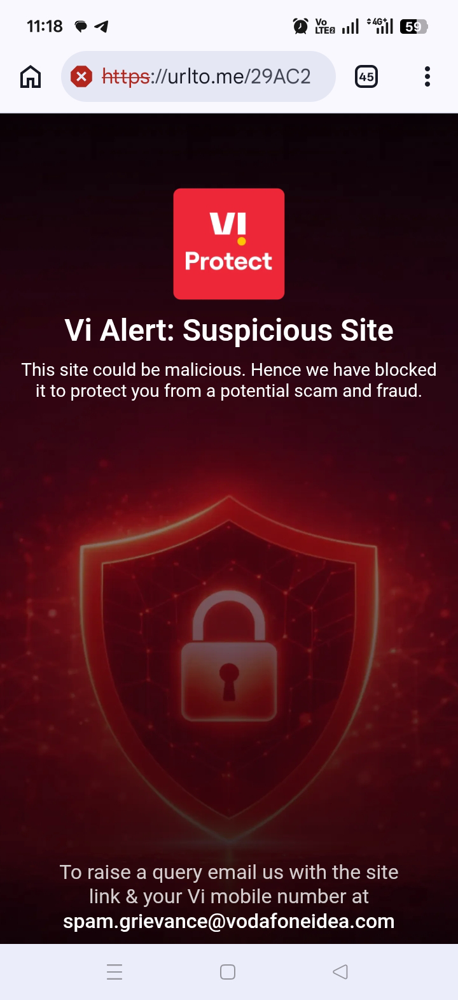 11:18
Vo
LTE2
4G+
59
https://urlto.me/29AC2
45
VI
Protect
Vi Alert: Suspicious Site
This site could be malicious. Hence we have blocked
it to protect you from a potential scam and fraud.
To raise a query email us with the site
link & your Vi mobile number at
spam.grievance@vodafoneidea.com